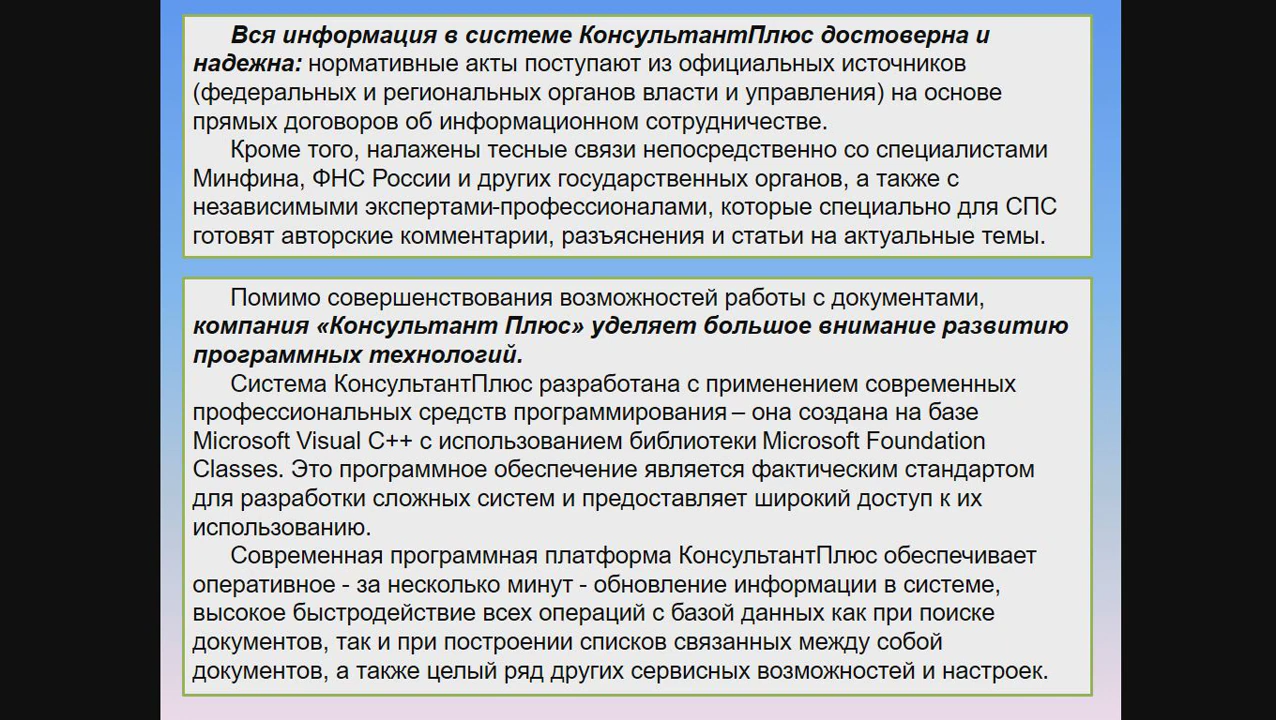 Вся информация в системе КонсультантПлюс достоверна и
надежна: нормативные акты поступают из официальных источников
(федеральных и региональных органов власти и управления) на основе
прямых договоров об информационном сотрудничестве.
Кроме того, налажены тесные связи непосредственно со специалистами
Минфина, ФНС России и других государственных органов, а также с
независимыми экспертами-профессионалами, которые специально для СПС
готовят авторские комментарии, разъяснения и статьи на актуальные темы.
Помимо совершенствования возможностей работы с документами,
компания «Консультант Плюс» уделяет большое внимание развитию
программных технологий.
Система КонсультантПлюс разработана с применением современных
профессиональных средств программирования – она создана на базе
Microsoft Visual C++ с использованием библиотеки Microsoft Foundation
Classes. Это программное обеспечение является фактическим стандартом
для разработки сложных систем и предоставляет широкий доступ к их
использованию.
Современная программная платформа КонсультантПлюс обеспечивает
оперативное - за несколько минут - обновление информации в системе,
высокое быстродействие всех операций с базой данных как при поиске
документов, так и при построении списков связанных между собой
документов, а также целый ряд других сервисных возможностей и настроек.